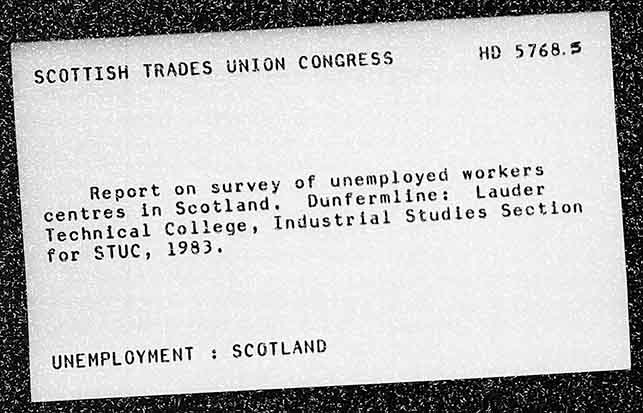 SCOTTISH TRADES UNION CONGRESS HD 5768.5
Report on survey of unemployed workers
centres in Scotland. Dunfermline: Lauder
Technical College, Industrial Studies Section
for STUC, 1983.
UNEMPLOYMENT : SCOTLAND